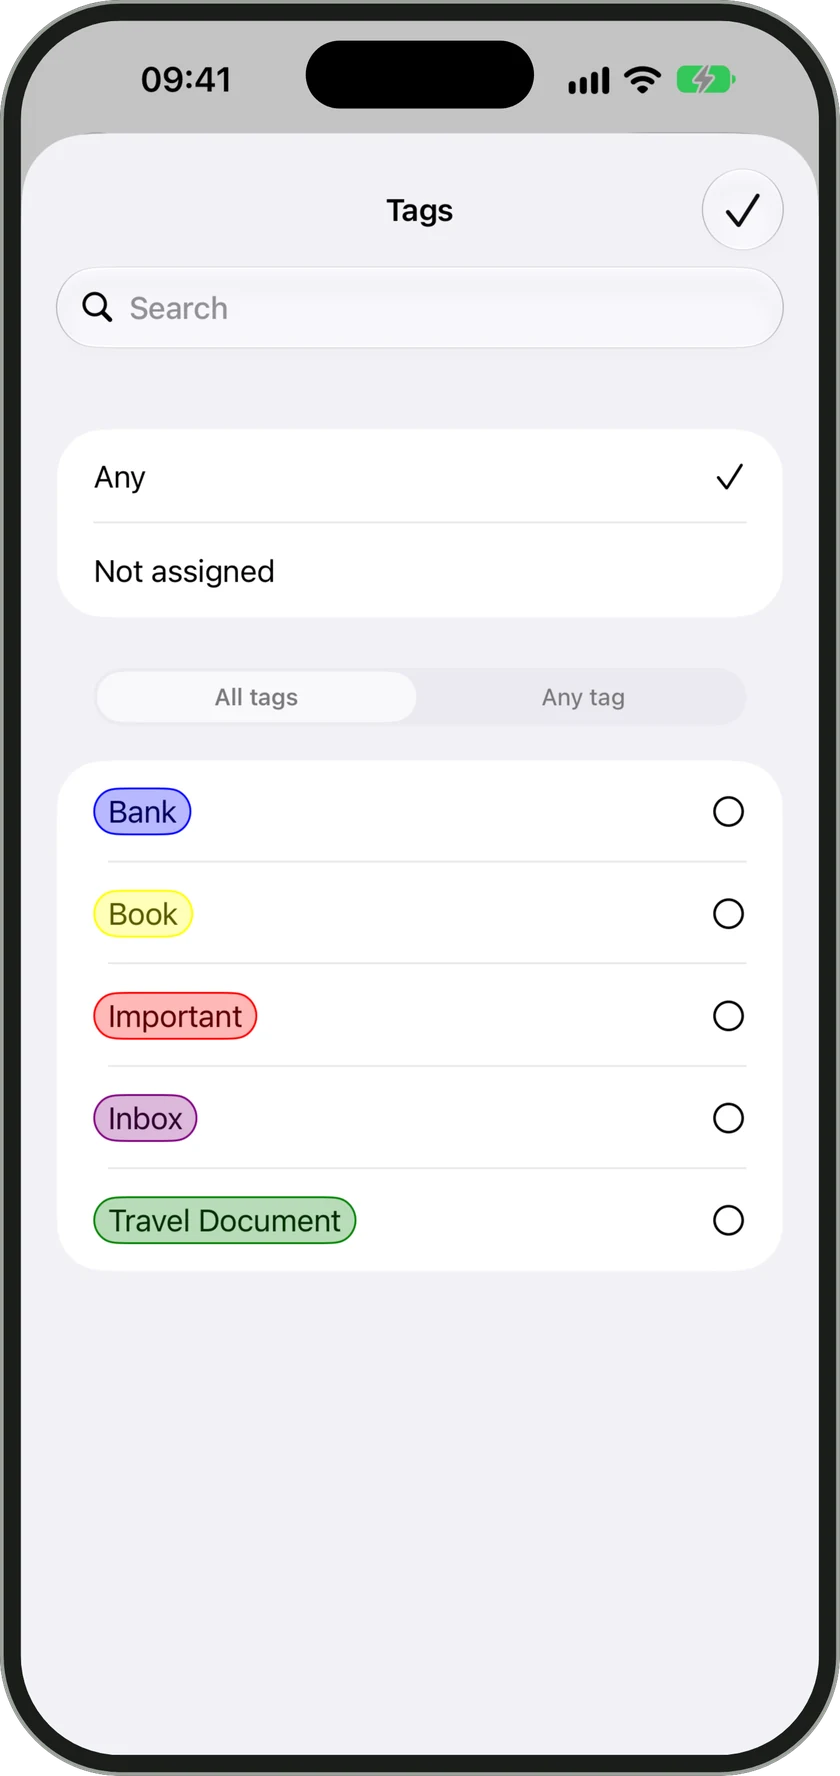 09:41
Tags
Search
Any
Not assigned
All tags Any tag
Bank
Book
Important
Inbox
Travel Document